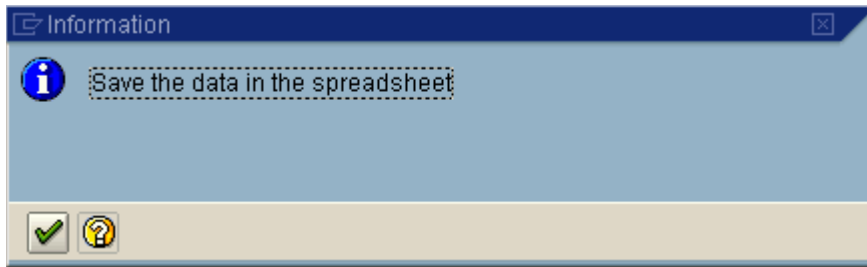 Information
Save the data in the spreadsheet